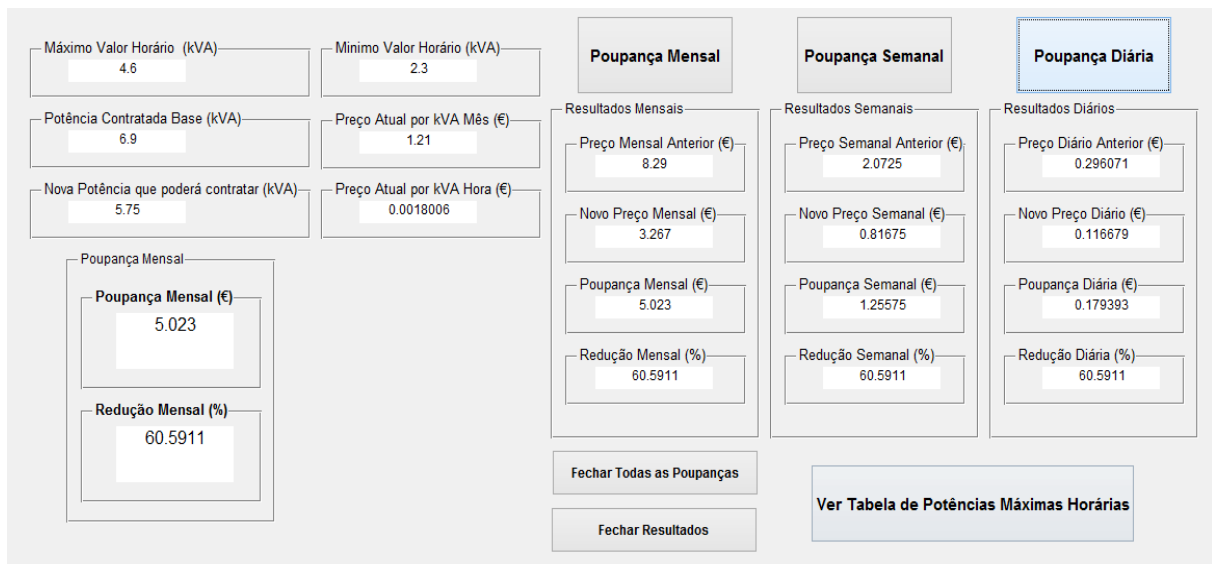 Máximo Valor Horário (kVA)
4.6
Minimo Valor Horário (kVA)
2.3
Potência Contratada Base (kVA)
6.9
Preço Atual por kVA Mês (€)
1.21
Nova Potência que poderá contratar (kVA)
5.75
Preço Atual por kVA Hora (€)
0.0018006
Poupança Mensal
Poupança Mensal (€)
5.023
Redução Mensal (%)
60.5911
Poupança Mensal
Resultados Mensais
Preço Mensal Anterior (€)
8.29
Novo Preço Mensal (€)
3.267
Poupança Mensal (€)
5.023
Redução Mensal (%)
60.5911
Poupança Semanal
Resultados Semanais
Preço Semanal Anterior (€)
2.0725
Novo Preço Semanal (€)
0.81675
Poupança Semanal (€)
1.25575
Redução Semanal (%)
60.5911
Poupança Diária
Resultados Diários
Preço Diário Anterior (€)
0.296071
Novo Preço Diário (€)
0.116679
Poupança Diária (€)
0.179393
Redução Diária (%)
60.5911
Fechar Todas as Poupanças
Fechar Resultados
Ver Tabela de Potências Máximas Horárias